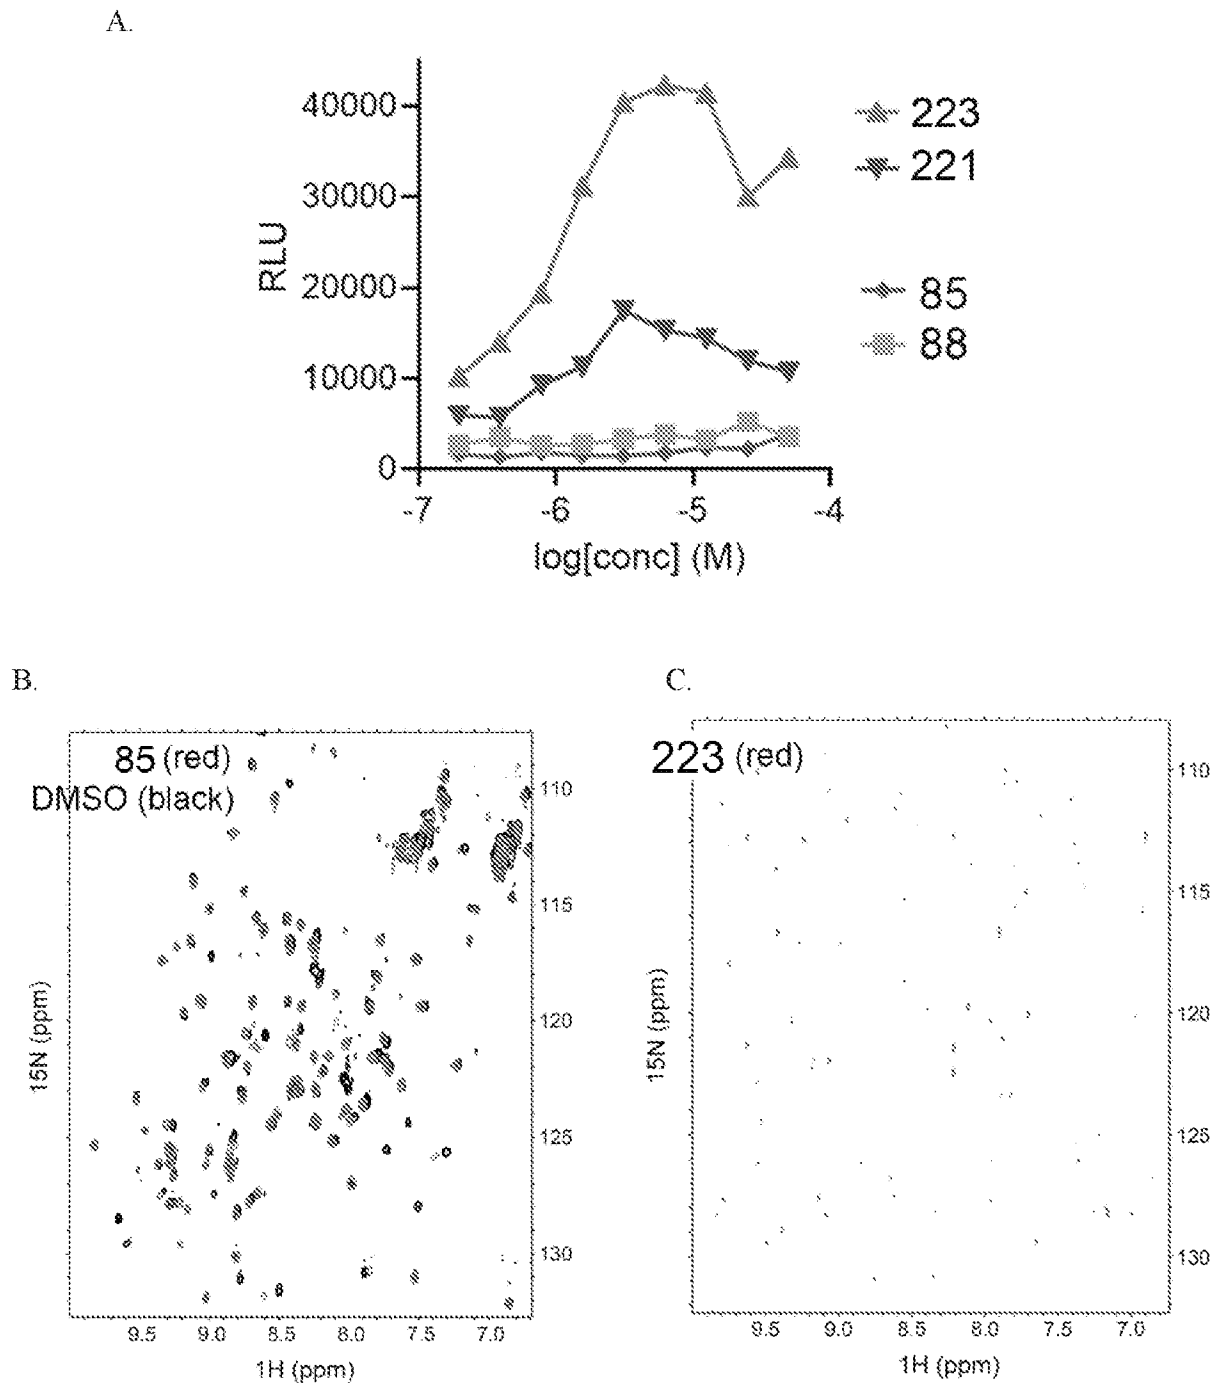 A.
40000
30000
20000
10000
0
RLU
-7 -6 -5 -4
log[conc] (M)
223
221
85
88
B.
85 (red)
DMSO (black)
110
115
120
125
130
15N (ppm)
9.5 9.0 8.5 8.0 7.5 7.0
1H (ppm)
C.
223 (red)
110
115
120
125
130
15N (ppm)
9.5 9.0 8.5 8.0 7.5 7.0
1H (ppm)